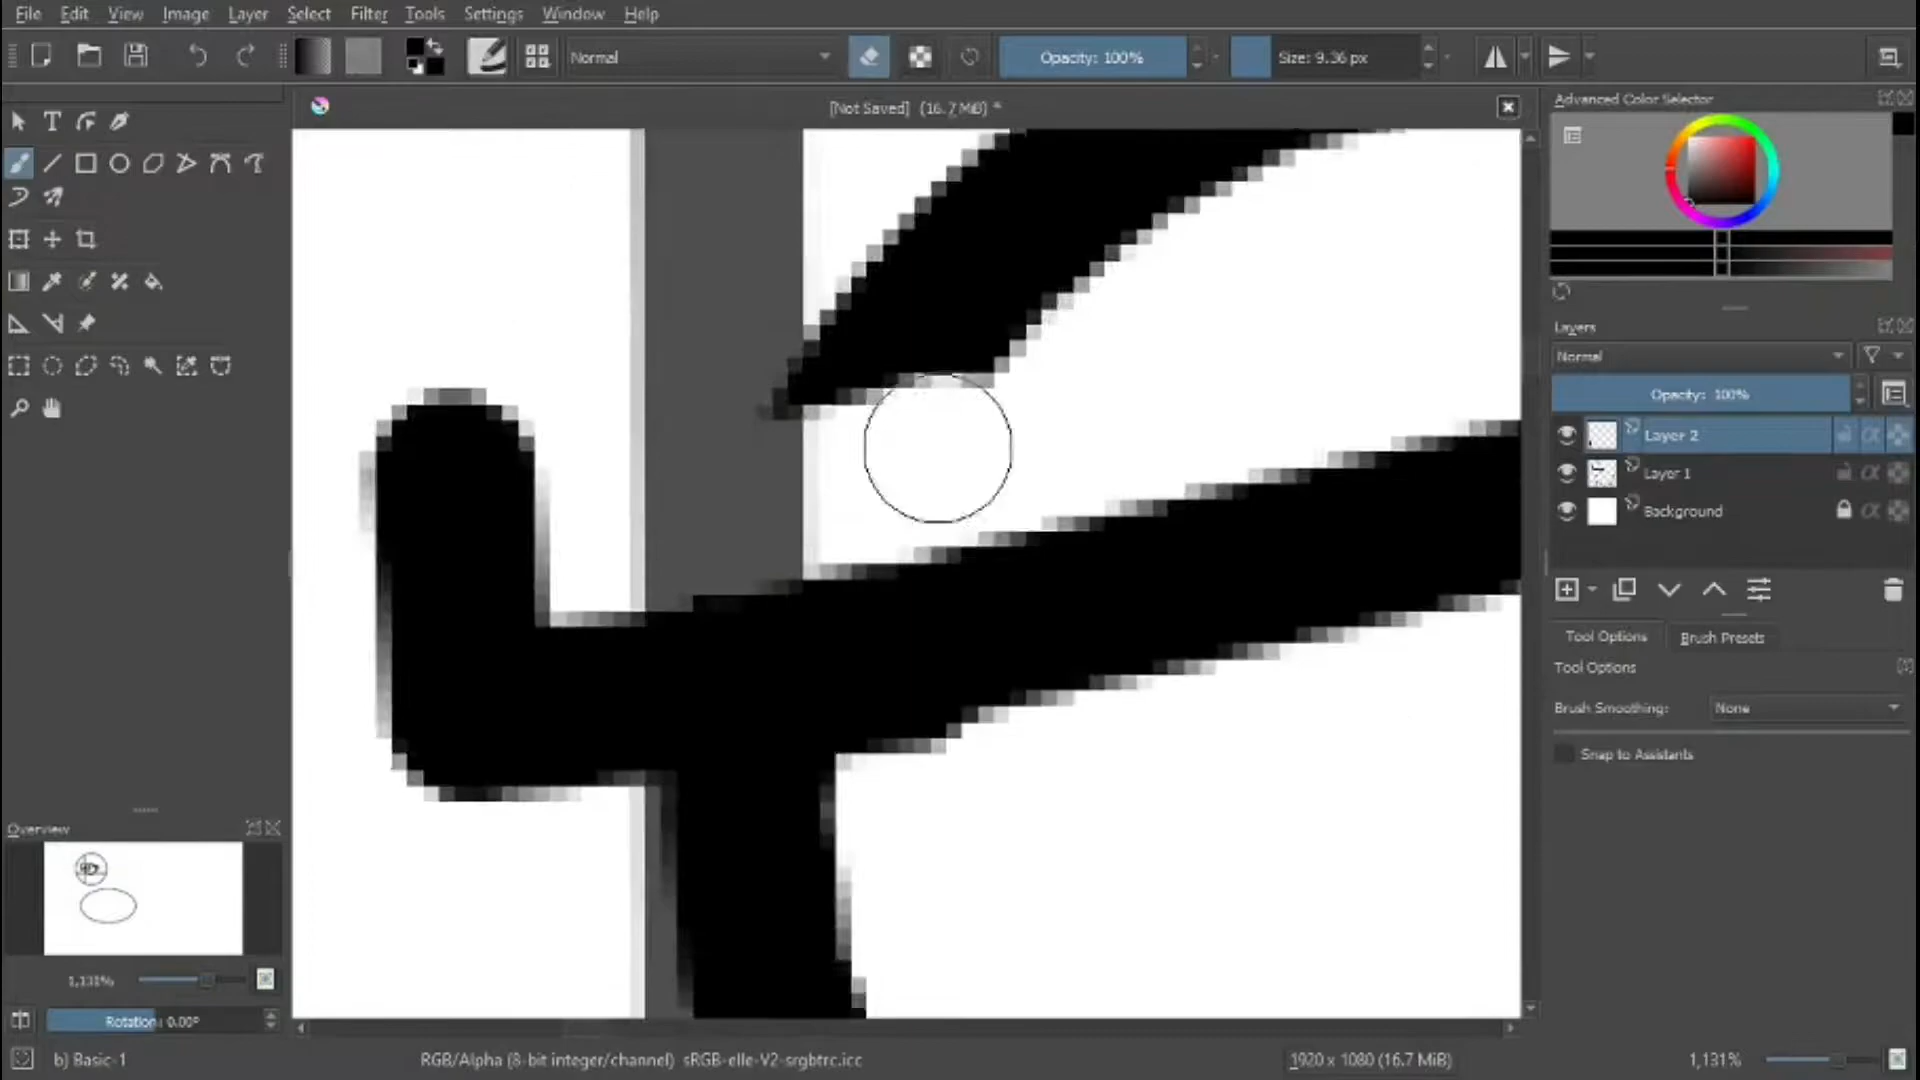 File Edit View Image Layer Select Filter Tools Settings Window Help
Normal
Opacity: 100%
Size: 9.36 px
[Not Saved] (16.7 MiB) *
Advanced Color Selector
Layers
Normal
Opacity: 100%
Layer 2
Layer 1
Background
Tool Options
Brush Presets
Tool Options
Brush Smoothing:
None
Snap to Assistants
Overview
1,131%
Rotation: 0.00°
b) Basic-1
RGB/Alpha (8-bit integer/channel) sRGB-elle-V2-srgbtrc.icc
1920 x 1080 (16.7 MiB)
1,131%